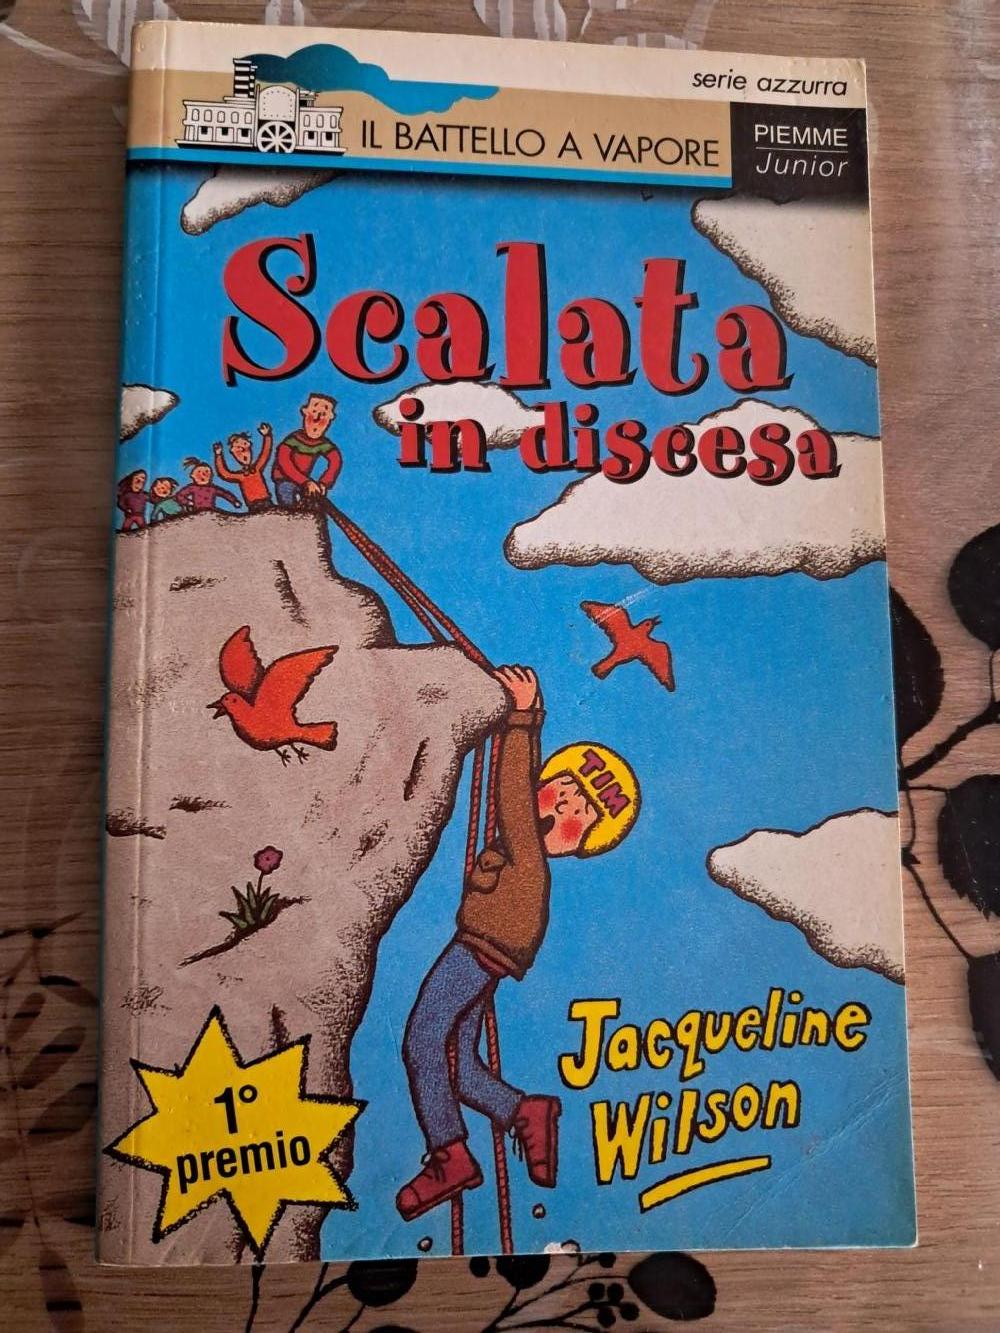 serie azzurra
IL BATTELLO A VAPORE
PIEMME
Junior
Scalata
in discesa
TIM
Jacqueline
Wilson
1°
premio